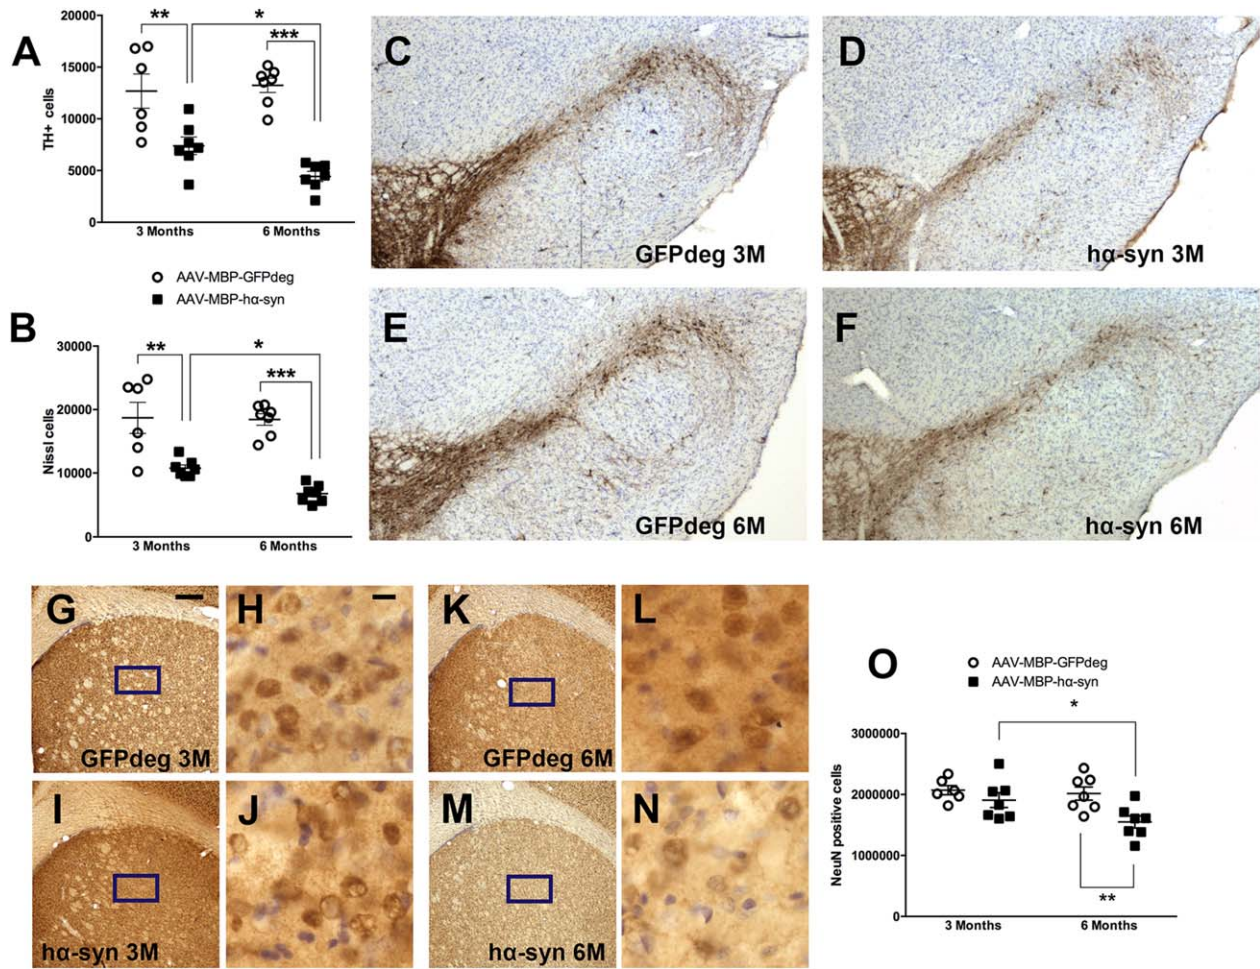 A
TH+ cells
20000
15000
10000
5000
0
** * ***
3 Months 6 Months
AAV-MBP-GFPdeg
AAV-MBP-hα-syn
B
Nissl cells
30000
20000
10000
0
** * ***
3 Months 6 Months
C
GFPdeg 3M
D
hα-syn 3M
E
GFPdeg 6M
F
hα-syn 6M
G
GFPdeg 3M
H
K
GFPdeg 6M
L
I
hα-syn 3M
J
M
hα-syn 6M
N
O
AAV-MBP-GFPdeg
AAV-MBP-hα-syn
*
NeuN positive cells
3000000
2000000
1000000
0
**
3 Months 6 Months